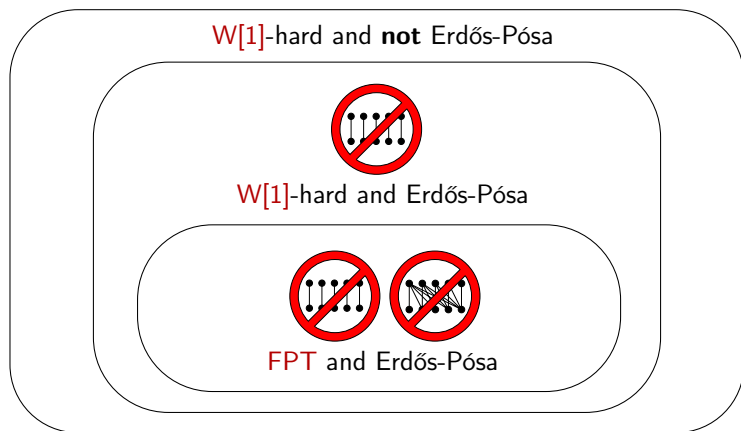 W[1]-hard and not Erdős-Pósa
W[1]-hard and Erdős-Pósa
FPT and Erdős-Pósa